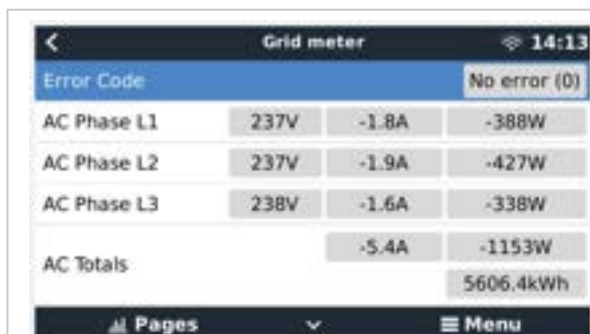 Grid meter 14:13
Error Code No error (0)
AC Phase L1 237V -1.8A -388W
AC Phase L2 237V -1.9A -427W
AC Phase L3 238V -1.6A -338W
AC Totals -5.4A -1153W
5606.4kWh
Pages Menu